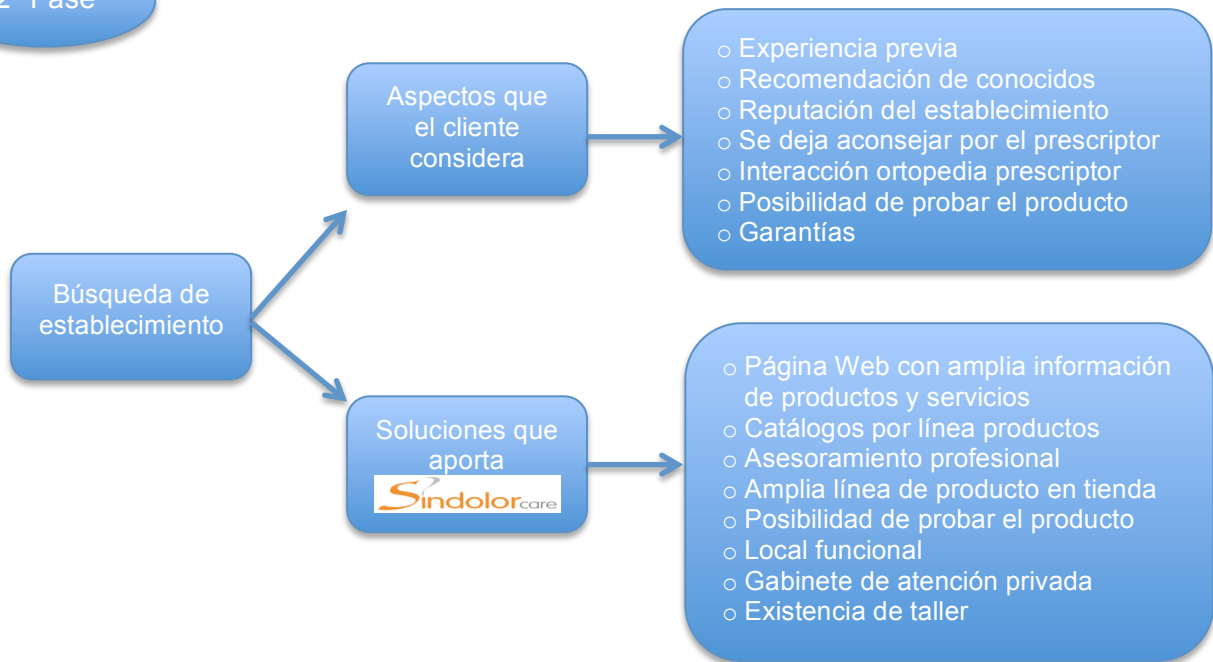 2ª Fase
Búsqueda de
establecimiento
Aspectos que
el cliente
considera
o Experiencia previa
o Recomendación de conocidos
o Reputación del establecimiento
o Se deja aconsejar por el prescriptor
o Interacción ortopedia prescriptor
o Posibilidad de probar el producto
o Garantías
Soluciones que
aporta
Sindolorcare
o Página Web con amplia información
de productos y servicios
o Catálogos por línea productos
o Asesoramiento profesional
o Amplia línea de producto en tienda
o Posibilidad de probar el producto
o Local funcional
o Gabinete de atención privada
o Existencia de taller